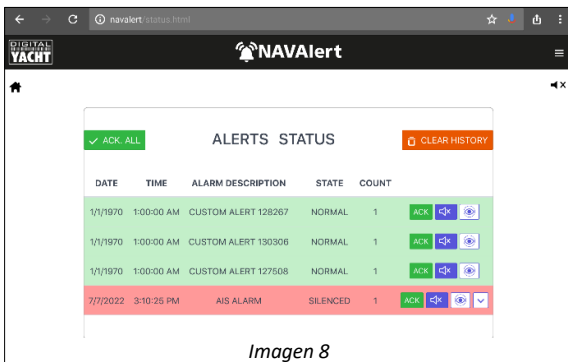 navalert/status.html
DIGITAL
YACHT
NAVAlert
ACK. ALL
ALERTS STATUS
CLEAR HISTORY
DATE TIME ALARM DESCRIPTION STATE COUNT
1/1/1970 1:00:00 AM CUSTOM ALERT 128267 NORMAL 1 ACK
1/1/1970 1:00:00 AM CUSTOM ALERT 130306 NORMAL 1 ACK
1/1/1970 1:00:00 AM CUSTOM ALERT 127508 NORMAL 1 ACK
7/7/2022 3:10:25 PM AIS ALARM SILENCED 1 ACK
Imagen 8